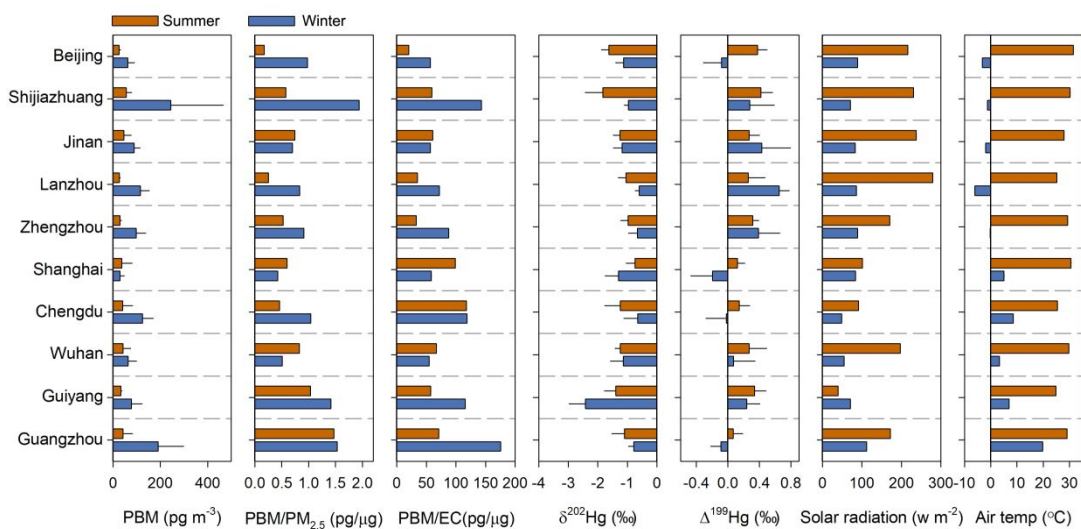 Summer Winter
Beijing
Shijiazhuang
Jinan
Lanzhou
Zhengzhou
Shanghai
Chengdu
Wuhan
Guiyang
Guangzhou
0 200 400 0.0 0.5 1.0 1.5 2.0 0 50 100 150 200 -4 -3 -2 -1 0 -0.4 0.0 0.4 0.8 0 100 200 300 -10 0 10 20 30
PBM (pg m⁻³) PBM/PM₂.₅ (pg/μg) PBM/EC(pg/μg) δ²⁰²Hg (‰) Δ¹⁹⁹Hg (‰) Solar radiation (w m⁻²) Air temp (°C)